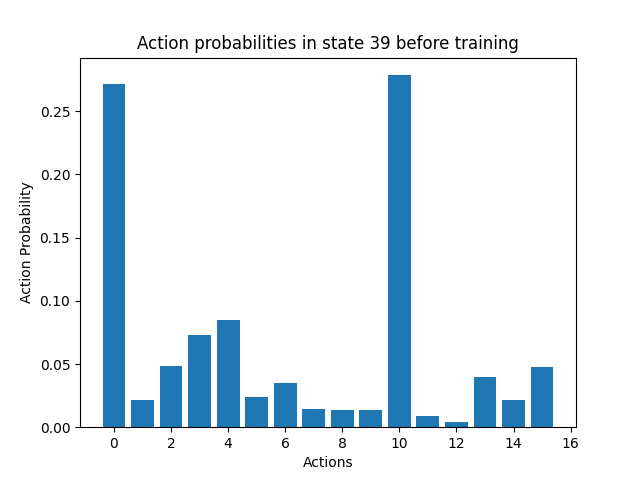 Action probabilities in state 39 before training
0.25
0.20
0.15
0.10
0.05
0.00
Action Probability
0 2 4 6 8 10 12 14 16
Actions